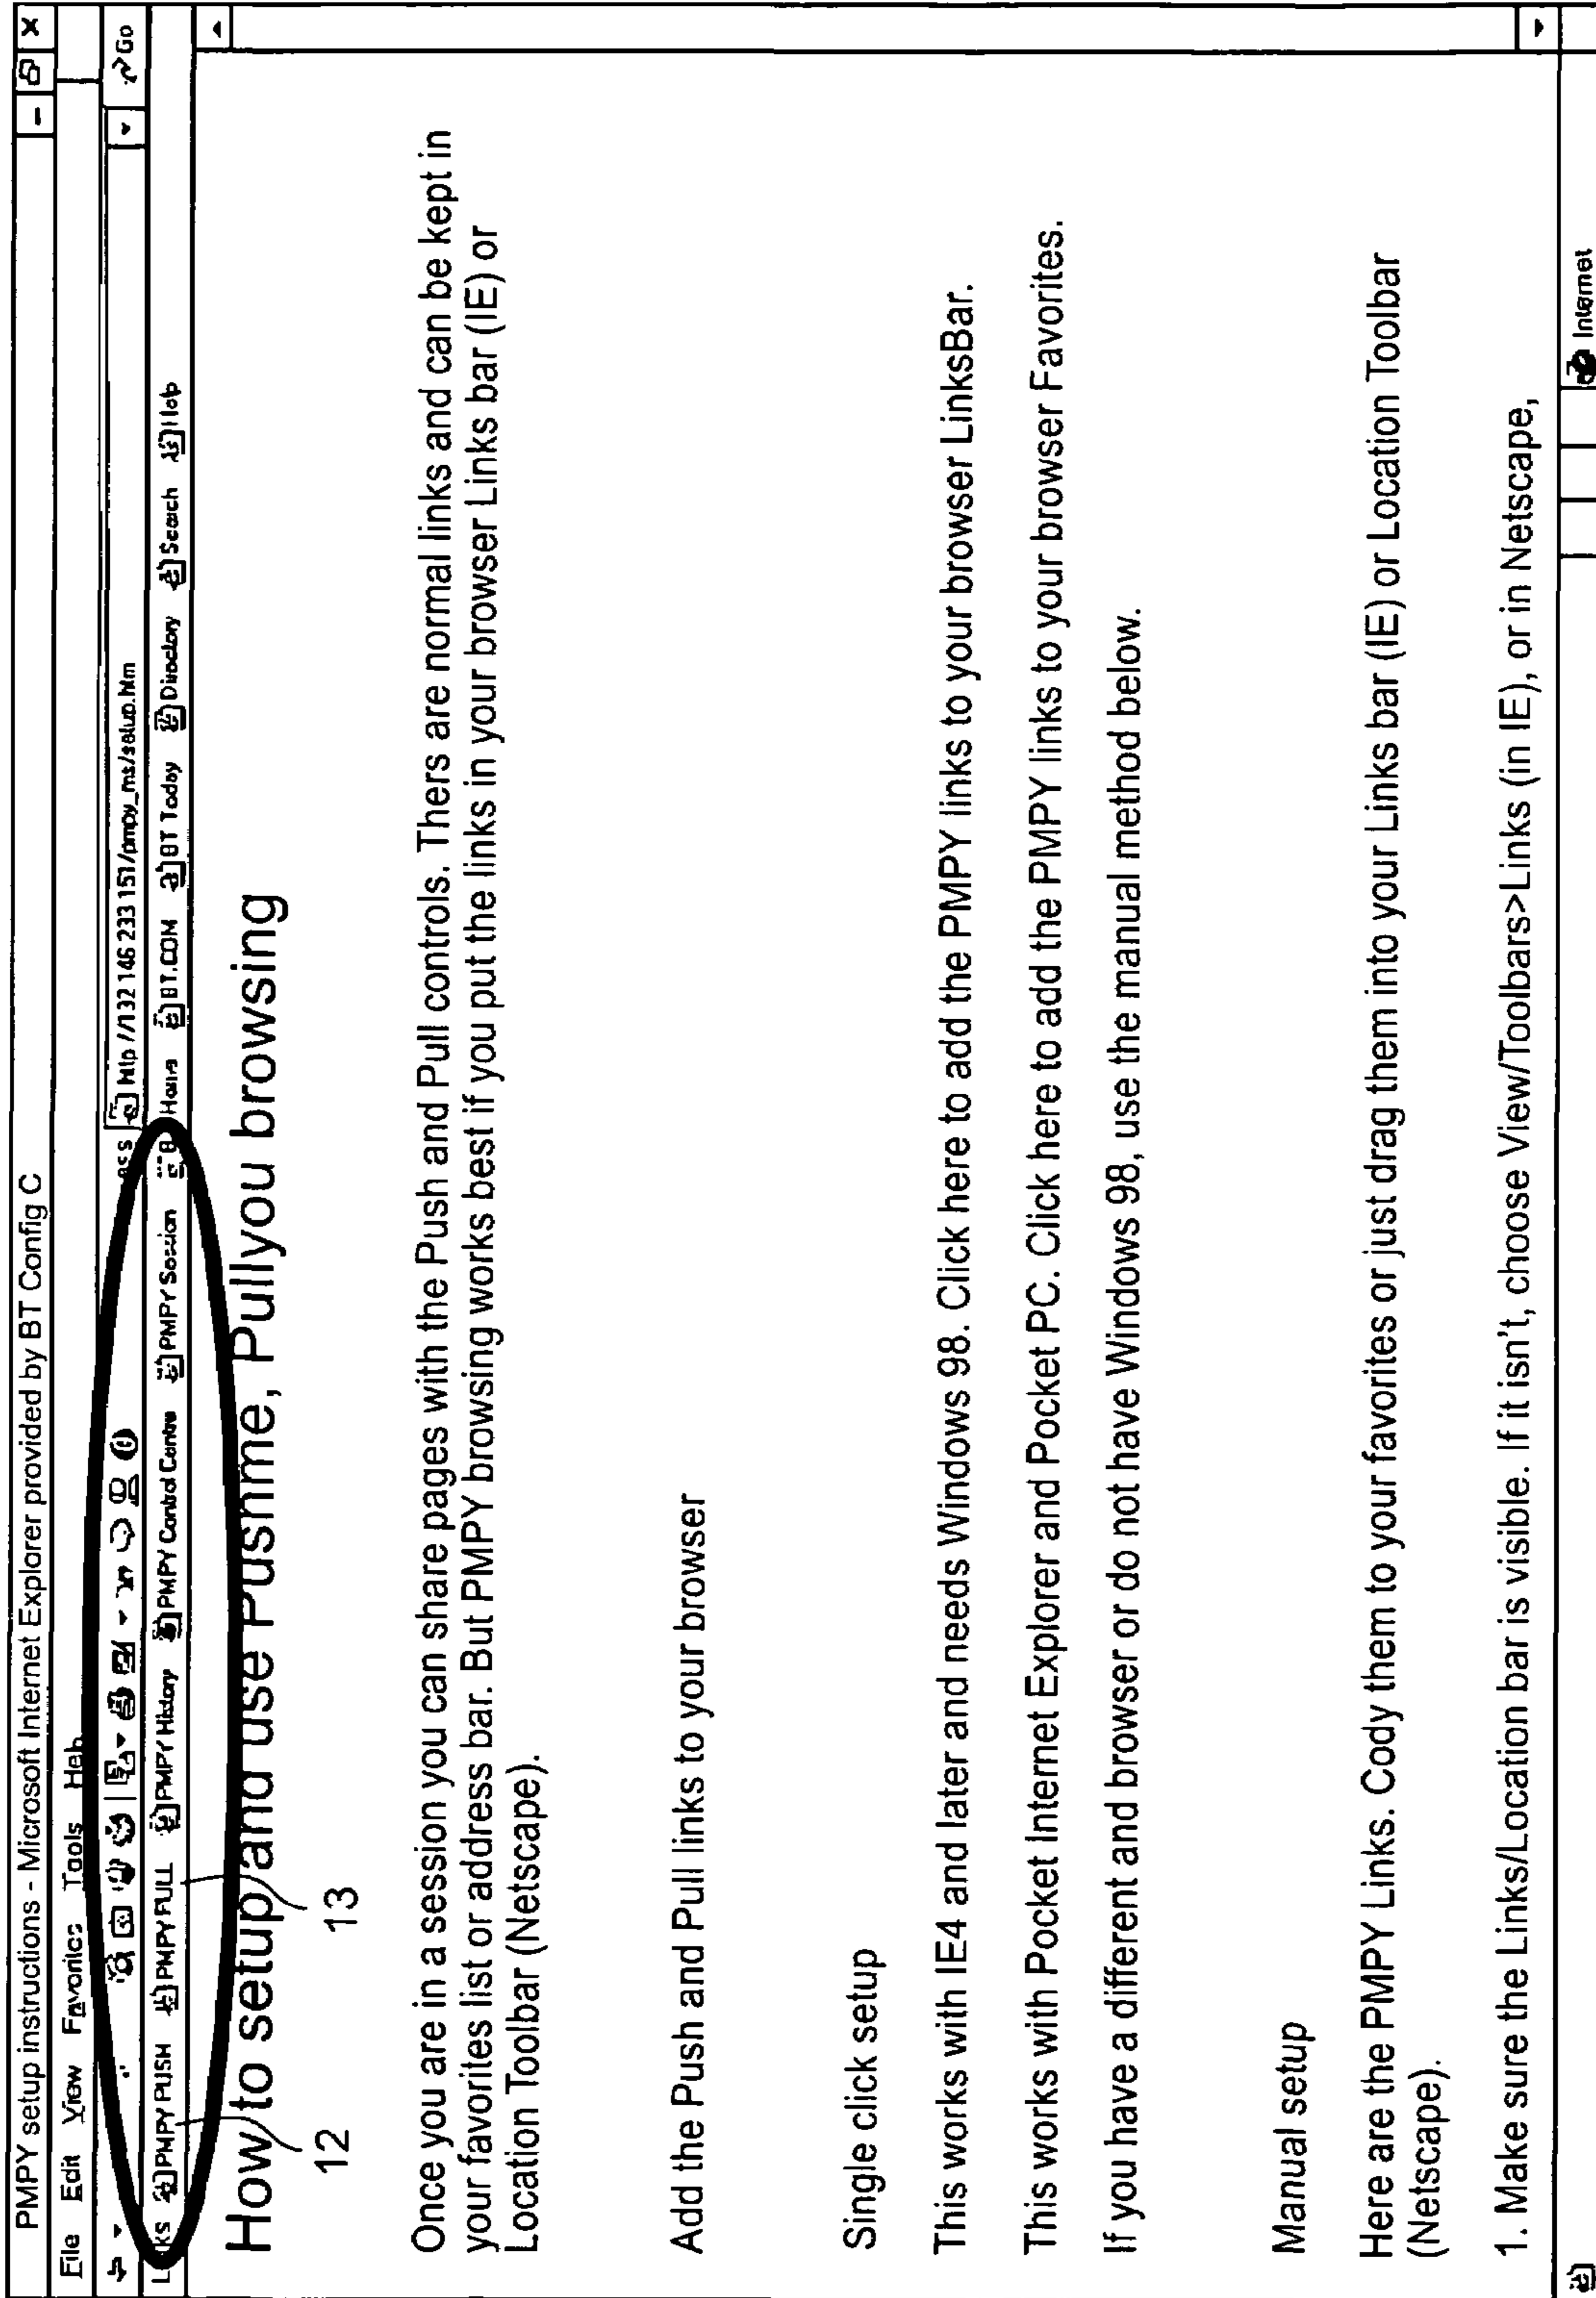 PMPY setup instructions - Microsoft Internet Explorer provided by BT Config C
File Edit View Favorites Tools Help
Http //132 146 233 151/pmpy_ms/setup.htm Go
PMPY PUSH PMPY PULL PMPY History PMPY Control Centre PMPY Session Home BT.COM BT Today Directory Search Help
How to setup and use Pushme, Pullyou browsing
12
13
Once you are in a session you can share pages with the Push and Pull controls. Thers are normal links and can be kept in
your favorites list or address bar. But PMPY browsing works best if you put the links in your browser Links bar (IE) or
Location Toolbar (Netscape).
Add the Push and Pull links to your browser
Single click setup
This works with IE4 and later and needs Windows 98. Click here to add the PMPY links to your browser LinksBar.
This works with Pocket Internet Explorer and Pocket PC. Click here to add the PMPY links to your browser Favorites.
If you have a different and browser or do not have Windows 98, use the manual method below.
Manual setup
Here are the PMPY Links. Cody them to your favorites or just drag them into your Links bar (IE) or Location Toolbar
(Netscape).
1. Make sure the Links/Location bar is visible. If it isn't, choose View/Toolbars>Links (in IE), or in Netscape,
Internet